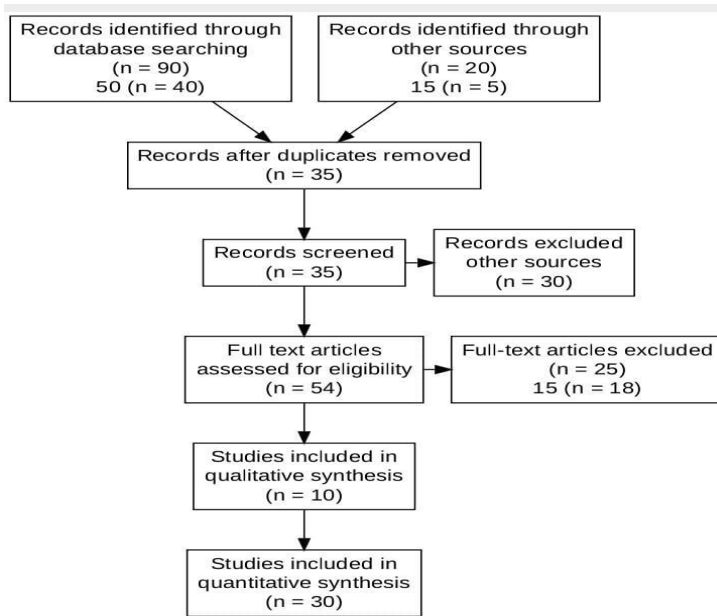 Records identified through
database searching
(n = 90)
50 (n = 40)
Records identified through
other sources
(n = 20)
15 (n = 5)
Records after duplicates removed
(n = 35)
Records screened
(n = 35)
Records excluded
other sources
(n = 30)
Full text articles
assessed for eligibility
(n = 54)
Full-text articles excluded
(n = 25)
15 (n = 18)
Studies included in
qualitative synthesis
(n = 10)
Studies included in
quantitative synthesis
(n = 30)